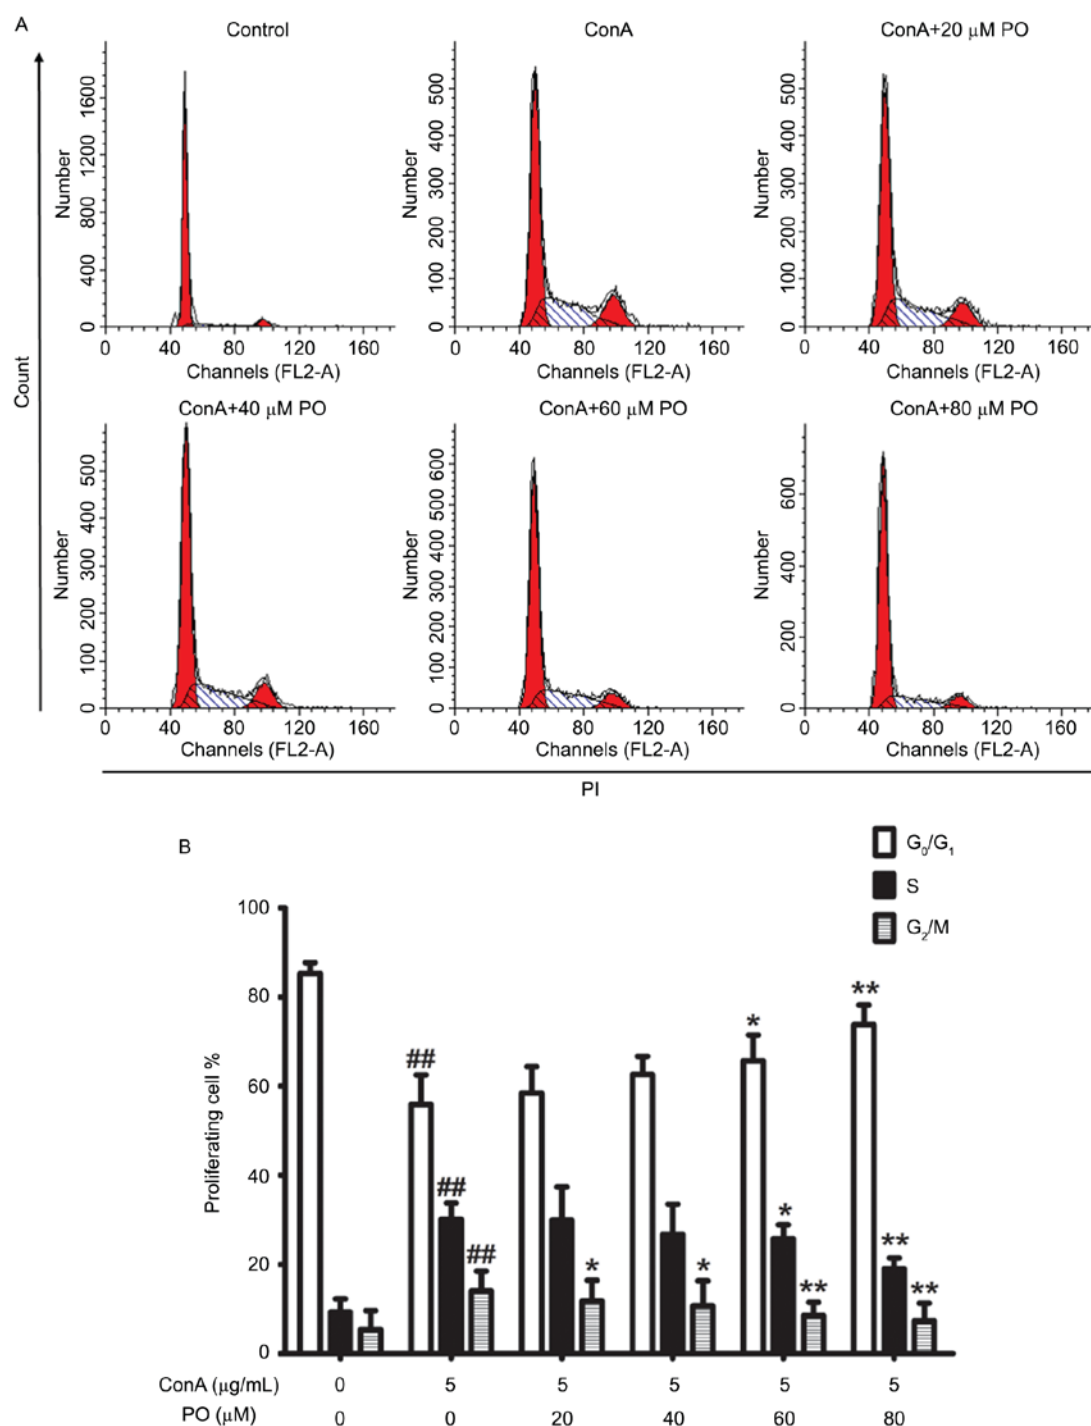 A
Control
ConA
ConA+20 μM PO
Count
Number
1600
1200
800
400
0
0 40 80 120 160
Channels (FL2-A)
Number
500
400
300
200
100
0
0 40 80 120 160
Channels (FL2-A)
Number
500
400
300
200
100
0
0 40 80 120 160
Channels (FL2-A)
ConA+40 μM PO
ConA+60 μM PO
ConA+80 μM PO
Number
500
400
300
200
100
0
0 40 80 120 160
Channels (FL2-A)
Number
600
500
400
300
200
100
0
0 40 80 120 160
Channels (FL2-A)
Number
600
400
200
0
0 40 80 120 160
Channels (FL2-A)
PI
B
G₀/G₁
S
G₂/M
Proliferating cell %
100
80
60
40
20
0
##
##
##
*
*
*
*
**
**
**
**
ConA (μg/mL) 0 5 5 5 5 5
PO (μM) 0 0 20 40 60 80